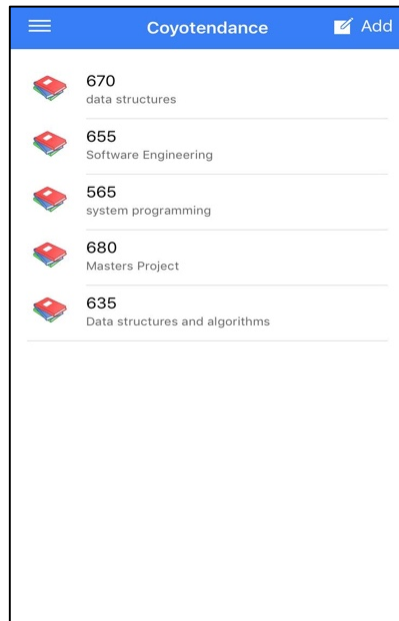 Coyotendance
Add
670
data structures
655
Software Engineering
565
system programming
680
Masters Project
635
Data structures and algorithms